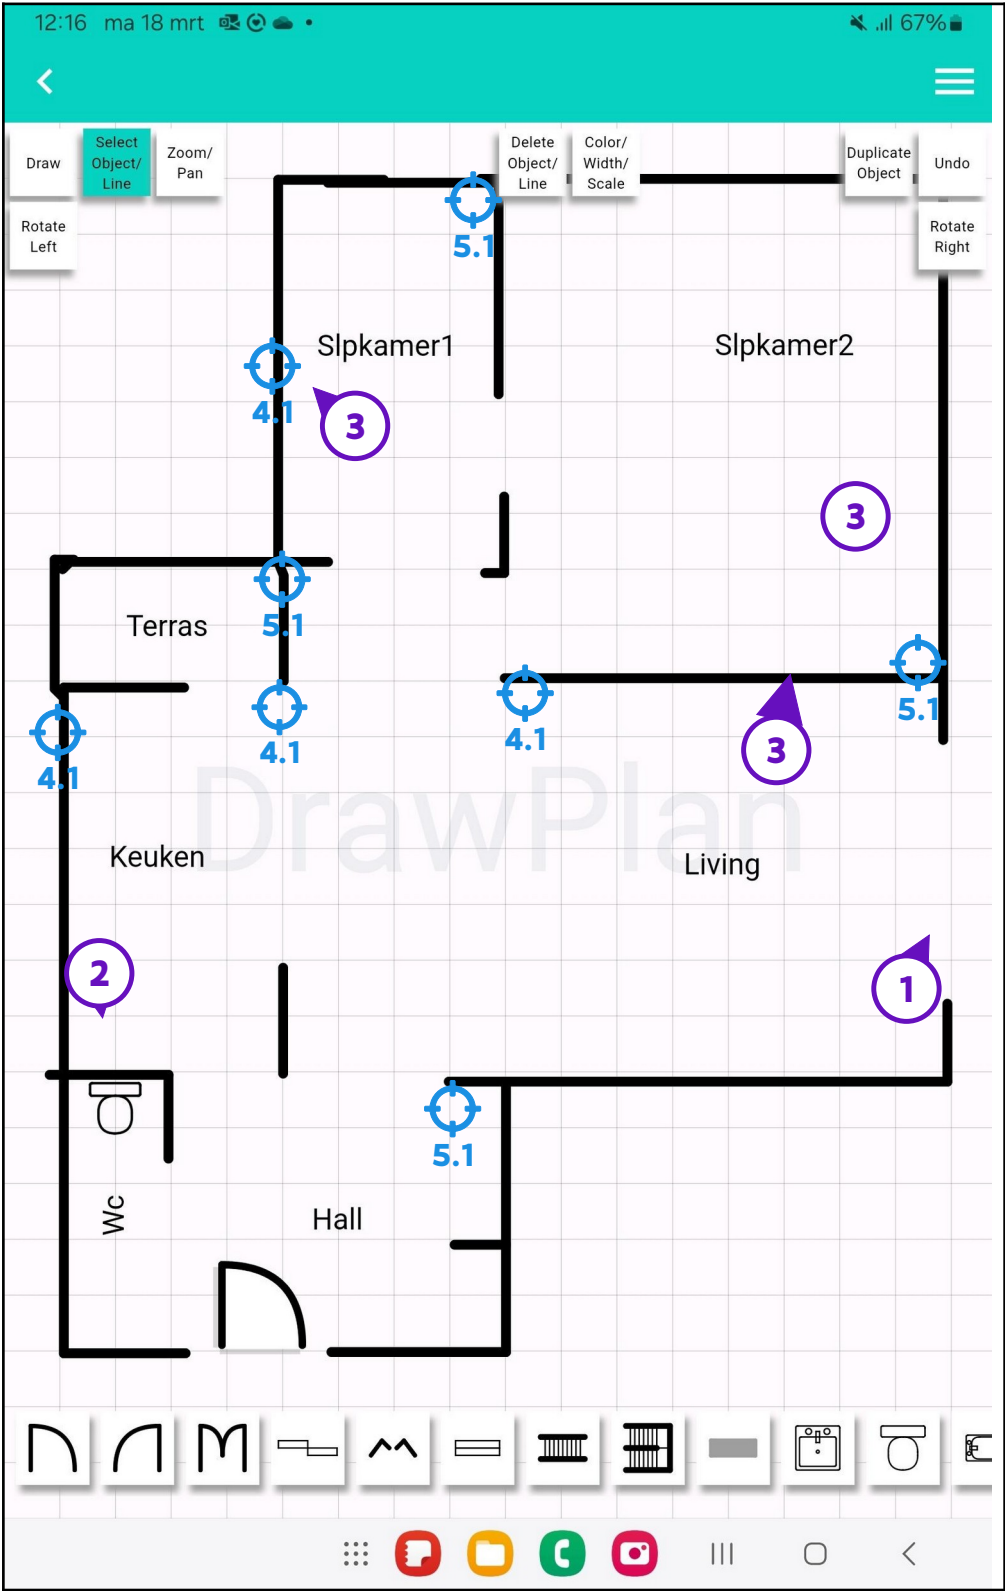 12:16 ma 18 mrt
67%
Draw
Select
Object/
Line
Zoom/
Pan
Delete
Object/
Line
Color/
Width/
Scale
Duplicate
Object
Undo
Rotate
Left
Rotate
Right
5.1
Slpkamer1
Slpkamer2
4.1
3
3
Terras
5.1
4.1
4.1
5.1
3
4.1
DrawPlan
Keuken
Living
2
1
5.1
Wc
Hall